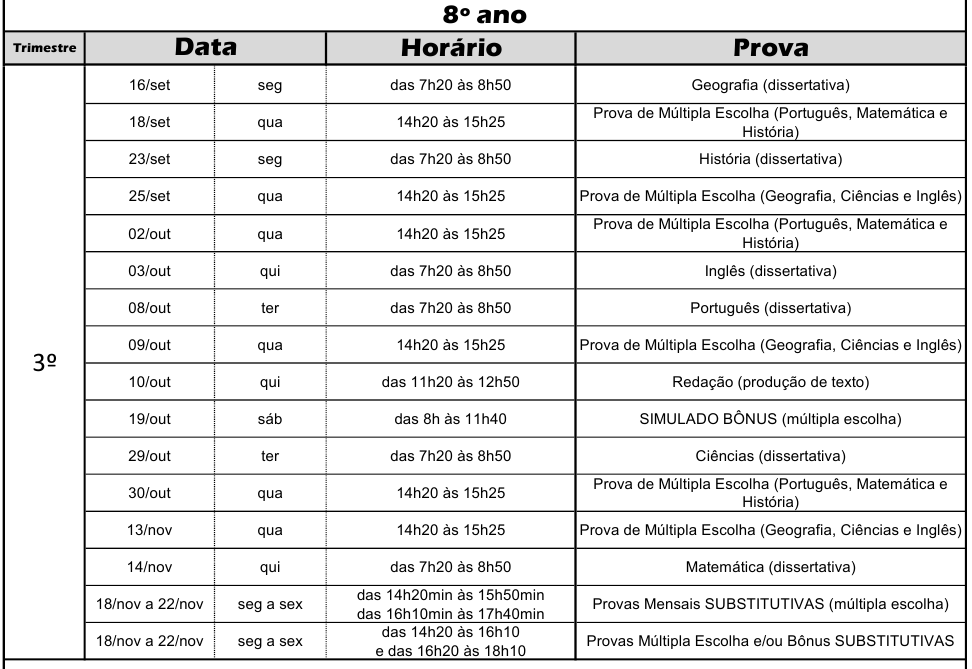 8º ano
Trimestre Data Horário Prova
3º
16/set seg das 7h20 às 8h50 Geografia (dissertativa)
18/set qua 14h20 às 15h25 Prova de Múltipla Escolha (Português, Matemática e
História)
23/set seg das 7h20 às 8h50 História (dissertativa)
25/set qua 14h20 às 15h25 Prova de Múltipla Escolha (Geografia, Ciências e Inglês)
02/out qua 14h20 às 15h25 Prova de Múltipla Escolha (Português, Matemática e
História)
03/out qui das 7h20 às 8h50 Inglês (dissertativa)
08/out ter das 7h20 às 8h50 Português (dissertativa)
09/out qua 14h20 às 15h25 Prova de Múltipla Escolha (Geografia, Ciências e Inglês)
10/out qui das 11h20 às 12h50 Redação (produção de texto)
19/out sáb das 8h às 11h40 SIMULADO BÔNUS (múltipla escolha)
29/out ter das 7h20 às 8h50 Ciências (dissertativa)
30/out qua 14h20 às 15h25 Prova de Múltipla Escolha (Português, Matemática e
História)
13/nov qua 14h20 às 15h25 Prova de Múltipla Escolha (Geografia, Ciências e Inglês)
14/nov qui das 7h20 às 8h50 Matemática (dissertativa)
18/nov a 22/nov seg a sex das 14h20min às 15h50min
das 16h10min às 17h40min Provas Mensais SUBSTITUTIVAS (múltipla escolha)
18/nov a 22/nov seg a sex das 14h20 às 16h10
e das 16h20 às 18h10 Provas Múltipla Escolha e/ou Bônus SUBSTITUTIVAS